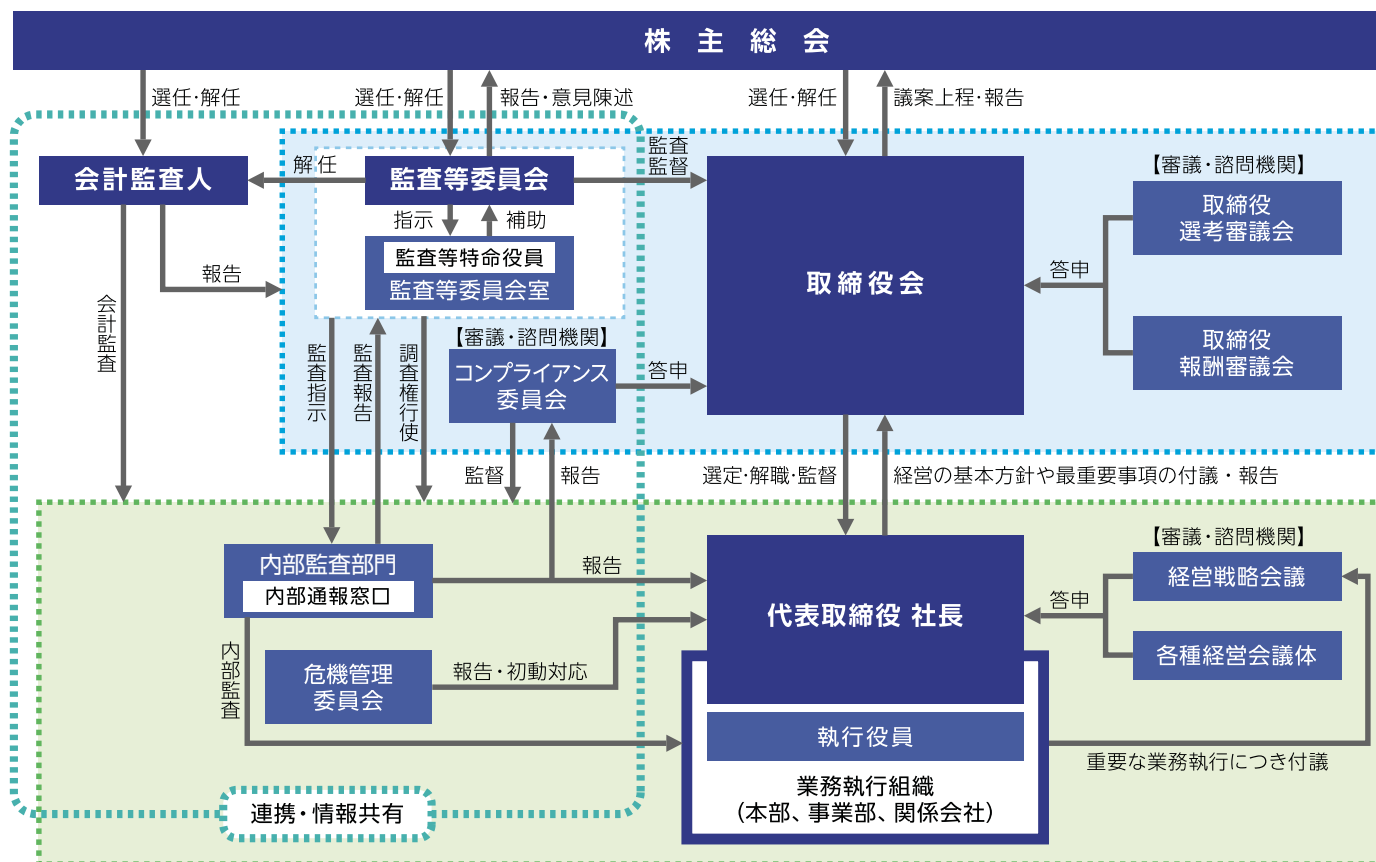 株主総会
選任・解任
選任・解任
報告・意見陳述
選任・解任
議案上程・報告
会計監査人
解任
監査等委員会
監査
監督
取締役会
【審議・諮問機関】
取締役
選考審議会
指示
補助
監査等特命役員
監査等委員会室
報告
答申
会計監査
【審議・諮問機関】
コンプライアンス
委員会
答申
取締役
報酬審議会
監査指示
監査報告
調査権行使
監督
報告
選定・解職・監督
経営の基本方針や最重要事項の付議・報告
内部監査部門
内部通報窓口
報告
代表取締役 社長
【審議・諮問機関】
経営戦略会議
答申
各種経営会議体
内部監査
危機管理
委員会
報告・初動対応
執行役員
重要な業務執行につき付議
業務執行組織
（本部、事業部、関係会社）
連携・情報共有